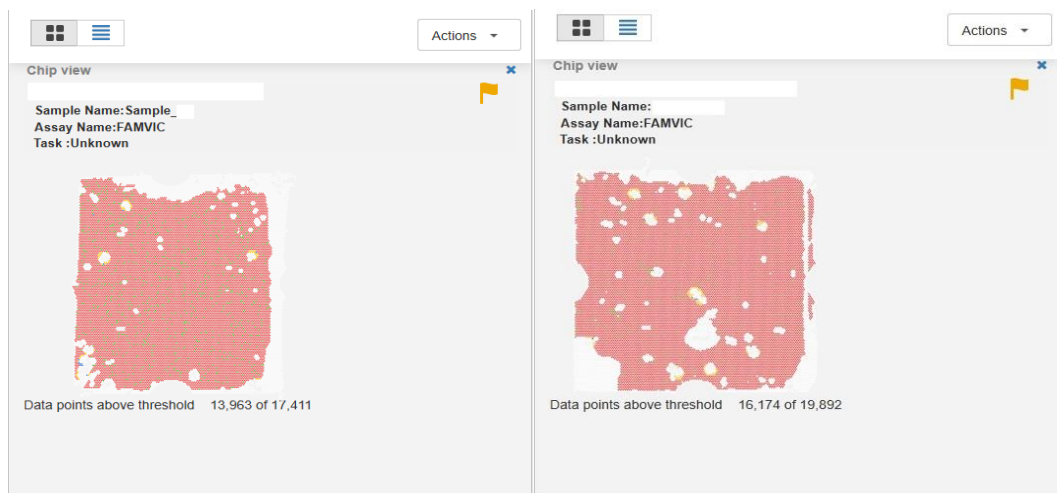 Actions
Chip view
Sample Name:Sample_
Assay Name:FAMVIC
Task :Unknown
Data points above threshold 13,963 of 17,411
Actions
Chip view
Sample Name:
Assay Name:FAMVIC
Task :Unknown
Data points above threshold 16,174 of 19,892